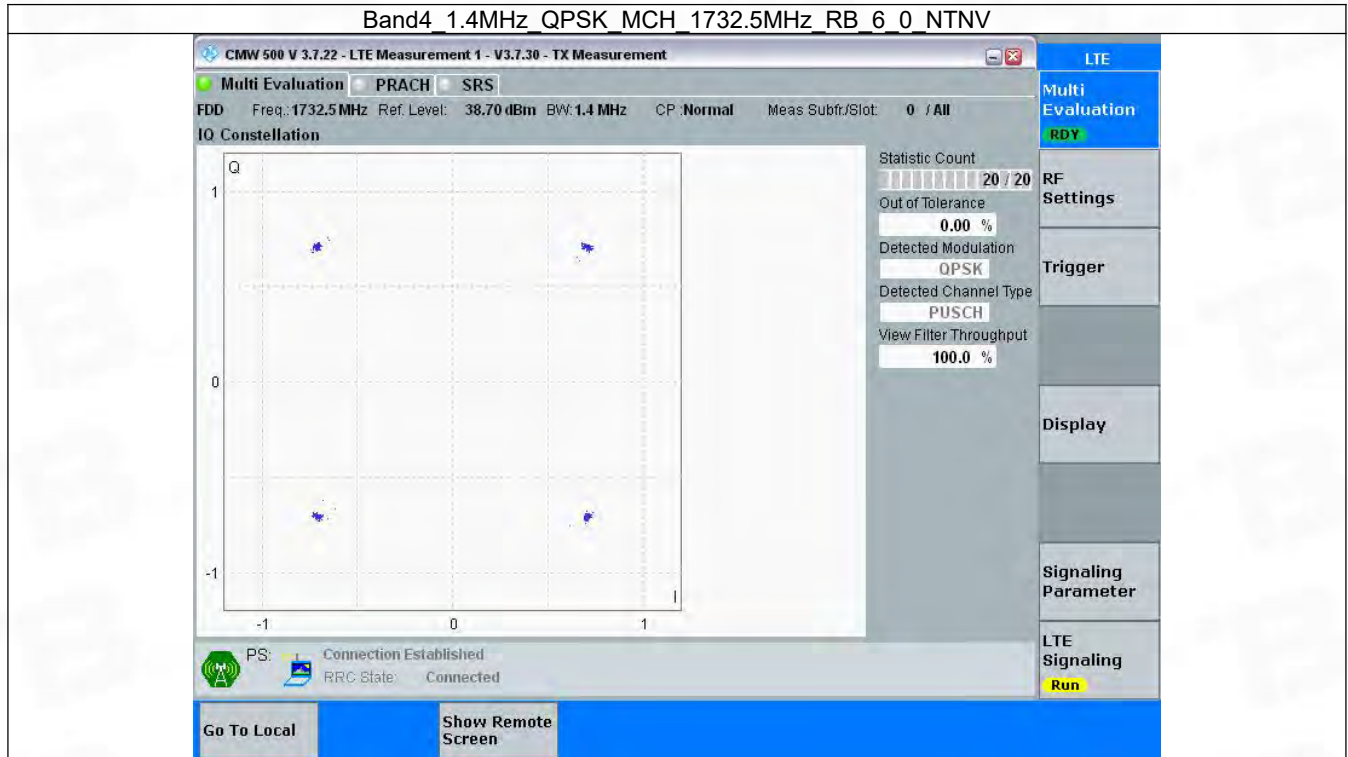 Band4_1.4MHz_QPSK_MCH_1732.5MHz_RB_6_0_NTNV
CMW 500 V 3.7.22 - LTE Measurement 1 - V3.7.30 - TX Measurement
LTE
Multi Evaluation PRACH SRS
FDD Freq.: 1732.5 MHz Ref. Level: 38.70 dBm BW: 1.4 MHz CP :Normal Meas Subfr./Slot: 0 / All
IQ Constellation
Q
1
0
-1
I
-1 0 1
Statistic Count
20 / 20
Out of Tolerance
0.00 %
Detected Modulation
QPSK
Detected Channel Type
PUSCH
View Filter Throughput
100.0 %
Multi
Evaluation
RDY
RF
Settings
Trigger
Display
Signaling
Parameter
LTE
Signaling
Run
PS: Connection Established
RRC State: Connected
Go To Local
Show Remote
Screen